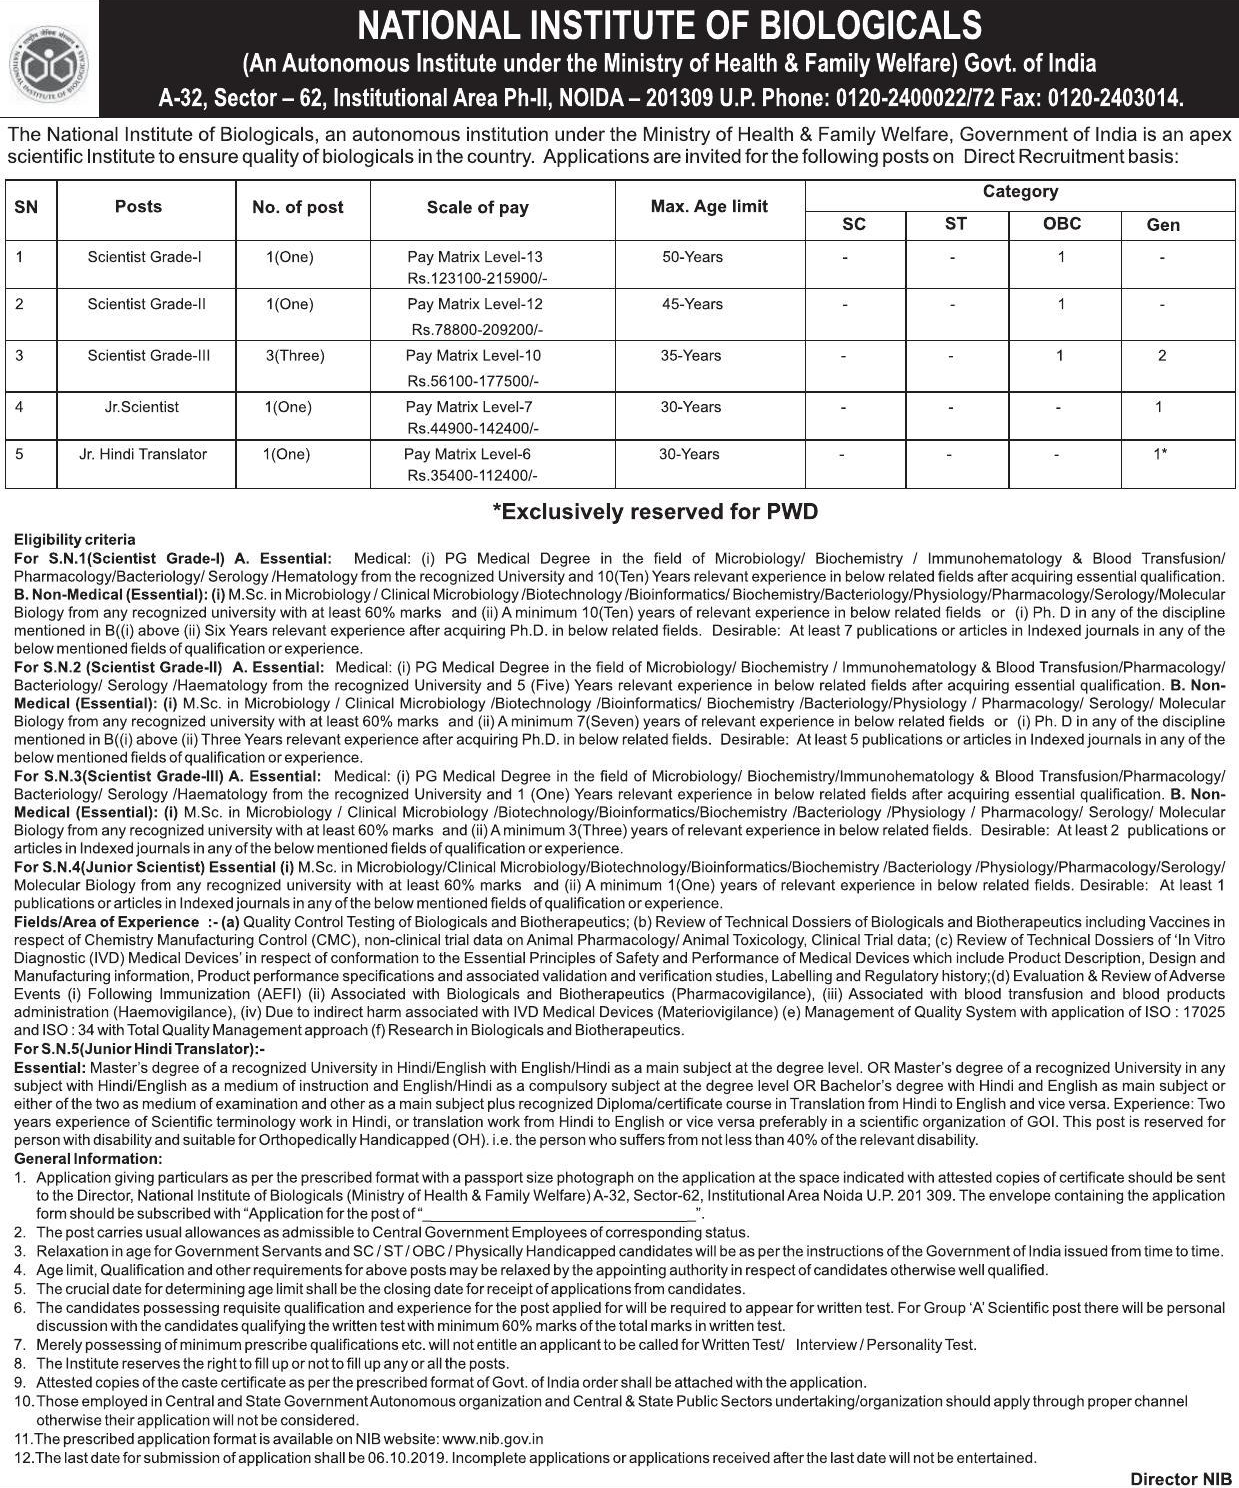 NATIONAL INSTITUTE OF BIOLOGICALS
(An Autonomous Institute under the Ministry of Health & Family Welfare) Govt. of India
A-32, Sector – 62, Institutional Area Ph-II, NOIDA – 201309 U.P. Phone: 0120-2400022/72 Fax: 0120-2403014.
The National Institute of Biologicals, an autonomous institution under the Ministry of Health & Family Welfare, Government of India is an apex
scientific Institute to ensure quality of biologicals in the country. Applications are invited for the following posts on Direct Recruitment basis:
SN Posts No. of post Scale of pay Max. Age limit Category
SC ST OBC Gen
1 Scientist Grade-I 1(One) Pay Matrix Level-13 50-Years - - 1 -
Rs.123100-215900/-
2 Scientist Grade-II 1(One) Pay Matrix Level-12 45-Years - - 1 -
Rs.78800-209200/-
3 Scientist Grade-III 3(Three) Pay Matrix Level-10 35-Years - - 1 2
Rs.56100-177500/-
4 Jr.Scientist 1(One) Pay Matrix Level-7 30-Years - - - 1
Rs.44900-142400/-
5 Jr. Hindi Translator 1(One) Pay Matrix Level-6 30-Years - - - 1*
Rs.35400-112400/-
*Exclusively reserved for PWD
Eligibility criteria
For S.N.1(Scientist Grade-I) A. Essential: Medical: (i) PG Medical Degree in the field of Microbiology/ Biochemistry / Immunohematology & Blood Transfusion/
Pharmacology/Bacteriology/ Serology /Hematology from the recognized University and 10(Ten) Years relevant experience in below related fields after acquiring essential qualification.
B. Non-Medical (Essential): (i) M.Sc. in Microbiology / Clinical Microbiology /Biotechnology /Bioinformatics/ Biochemistry/Bacteriology/Physiology/Pharmacology/Serology/Molecular
Biology from any recognized university with at least 60% marks and (ii) A minimum 10(Ten) years of relevant experience in below related fields or (i) Ph. D in any of the discipline
mentioned in B((i) above (ii) Six Years relevant experience after acquiring Ph.D. in below related fields. Desirable: At least 7 publications or articles in Indexed journals in any of the
below mentioned fields of qualification or experience.
For S.N.2 (Scientist Grade-II) A. Essential: Medical: (i) PG Medical Degree in the field of Microbiology/ Biochemistry / Immunohematology & Blood Transfusion/Pharmacology/
Bacteriology/ Serology /Haematology from the recognized University and 5 (Five) Years relevant experience in below related fields after acquiring essential qualification. B. Non-
Medical (Essential): (i) M.Sc. in Microbiology / Clinical Microbiology /Biotechnology /Bioinformatics/ Biochemistry /Bacteriology/Physiology / Pharmacology/ Serology/ Molecular
Biology from any recognized university with at least 60% marks and (ii) A minimum 7(Seven) years of relevant experience in below related fields or (i) Ph. D in any of the discipline
mentioned in B((i) above (ii) Three Years relevant experience after acquiring Ph.D. in below related fields. Desirable: At least 5 publications or articles in Indexed journals in any of the
below mentioned fields of qualification or experience.
For S.N.3(Scientist Grade-III) A. Essential: Medical: (i) PG Medical Degree in the field of Microbiology/ Biochemistry/Immunohematology & Blood Transfusion/Pharmacology/
Bacteriology/ Serology /Haematology from the recognized University and 1 (One) Years relevant experience in below related fields after acquiring essential qualification. B. Non-
Medical (Essential): (i) M.Sc. in Microbiology / Clinical Microbiology /Biotechnology/Bioinformatics/Biochemistry /Bacteriology /Physiology / Pharmacology/ Serology/ Molecular
Biology from any recognized university with at least 60% marks and (ii) A minimum 3(Three) years of relevant experience in below related fields. Desirable: At least 2 publications or
articles in Indexed journals in any of the below mentioned fields of qualification or experience.
For S.N.4(Junior Scientist) Essential (i) M.Sc. in Microbiology/Clinical Microbiology/Biotechnology/Bioinformatics/Biochemistry /Bacteriology /Physiology/Pharmacology/Serology/
Molecular Biology from any recognized university with at least 60% marks and (ii) A minimum 1(One) years of relevant experience in below related fields. Desirable: At least 1
publications or articles in Indexed journals in any of the below mentioned fields of qualification or experience.
Fields/Area of Experience :- (a) Quality Control Testing of Biologicals and Biotherapeutics; (b) Review of Technical Dossiers of Biologicals and Biotherapeutics including Vaccines in
respect of Chemistry Manufacturing Control (CMC), non-clinical trial data on Animal Pharmacology/ Animal Toxicology, Clinical Trial data; (c) Review of Technical Dossiers of ‘In Vitro
Diagnostic (IVD) Medical Devices’ in respect of conformation to the Essential Principles of Safety and Performance of Medical Devices which include Product Description, Design and
Manufacturing information, Product performance specifications and associated validation and verification studies, Labelling and Regulatory history;(d) Evaluation & Review of Adverse
Events (i) Following Immunization (AEFI) (ii) Associated with Biologicals and Biotherapeutics (Pharmacovigilance), (iii) Associated with blood transfusion and blood products
administration (Haemovigilance), (iv) Due to indirect harm associated with IVD Medical Devices (Materiovigilance) (e) Management of Quality System with application of ISO : 17025
and ISO : 34 with Total Quality Management approach (f) Research in Biologicals and Biotherapeutics.
For S.N.5(Junior Hindi Translator):-
Essential: Master’s degree of a recognized University in Hindi/English with English/Hindi as a main subject at the degree level. OR Master’s degree of a recognized University in any
subject with Hindi/English as a medium of instruction and English/Hindi as a compulsory subject at the degree level OR Bachelor’s degree with Hindi and English as main subject or
either of the two as medium of examination and other as a main subject plus recognized Diploma/certificate course in Translation from Hindi to English and vice versa. Experience: Two
years experience of Scientific terminology work in Hindi, or translation work from Hindi to English or vice versa preferably in a scientific organization of GOI. This post is reserved for
person with disability and suitable for Orthopedically Handicapped (OH). i.e. the person who suffers from not less than 40% of the relevant disability.
General Information:
1. Application giving particulars as per the prescribed format with a passport size photograph on the application at the space indicated with attested copies of certificate should be sent
to the Director, National Institute of Biologicals (Ministry of Health & Family Welfare) A-32, Sector-62, Institutional Area Noida U.P. 201 309. The envelope containing the application
form should be subscribed with “Application for the post of “______________________________”.
2. The post carries usual allowances as admissible to Central Government Employees of corresponding status.
3. Relaxation in age for Government Servants and SC / ST / OBC / Physically Handicapped candidates will be as per the instructions of the Government of India issued from time to time.
4. Age limit, Qualification and other requirements for above posts may be relaxed by the appointing authority in respect of candidates otherwise well qualified.
5. The crucial date for determining age limit shall be the closing date for receipt of applications from candidates.
6. The candidates possessing requisite qualification and experience for the post applied for will be required to appear for written test. For Group ‘A’ Scientific post there will be personal
discussion with the candidates qualifying the written test with minimum 60% marks of the total marks in written test.
7. Merely possessing of minimum prescribe qualifications etc. will not entitle an applicant to be called for Written Test/ Interview / Personality Test.
8. The Institute reserves the right to fill up or not to fill up any or all the posts.
9. Attested copies of the caste certificate as per the prescribed format of Govt. of India order shall be attached with the application.
10. Those employed in Central and State Government Autonomous organization and Central & State Public Sectors undertaking/organization should apply through proper channel
otherwise their application will not be considered.
11.The prescribed application format is available on NIB website: www.nib.gov.in
12.The last date for submission of application shall be 06.10.2019. Incomplete applications or applications received after the last date will not be entertained.
Director NIB